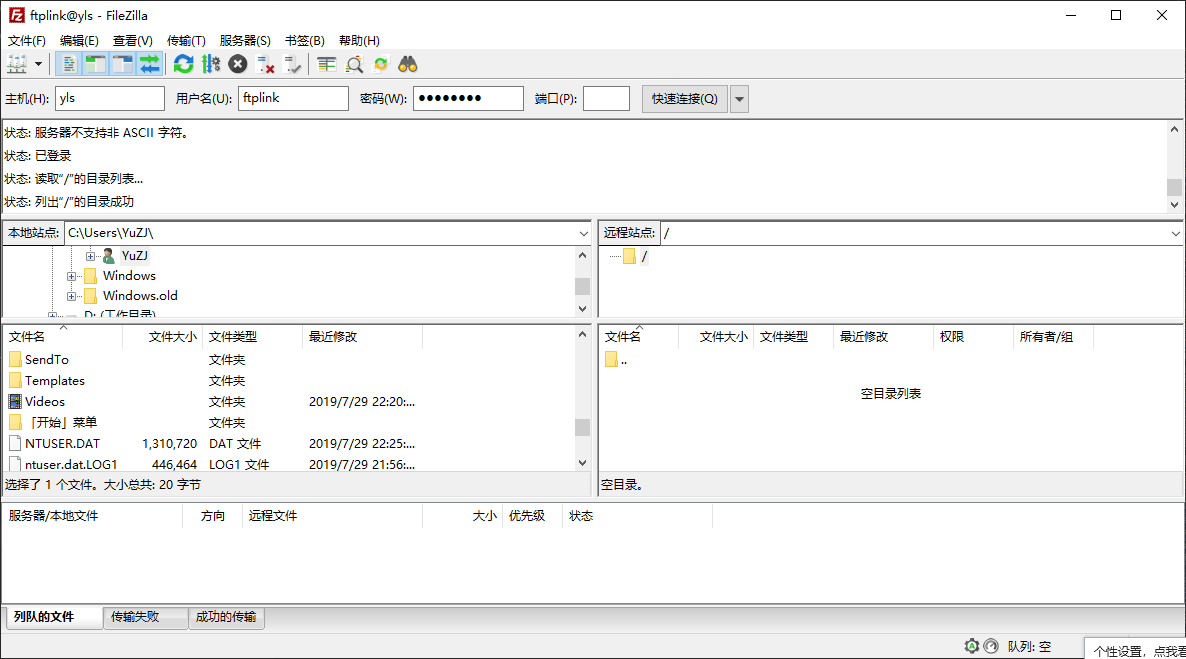 ftplink@yls - FileZilla
文件(F) 编辑(E) 查看(V) 传输(T) 服务器(S) 书签(B) 帮助(H)
主机(H): yls 用户名(U): ftplink 密码(W): ●●●●●●●● 端口(P): 快速连接(Q)
状态: 服务器不支持非 ASCII 字符。
状态: 已登录
状态: 读取“/”的目录列表...
状态: 列出“/”的目录成功
本地站点: C:\Users\YuZJ\
YuZJ
Windows
Windows.old
D: (工作目录)
远程站点: /
/
文件名 文件大小 文件类型 最近修改
SendTo 文件夹
Templates 文件夹
Videos 文件夹 2019/7/29 22:20:...
「开始」菜单 文件夹
NTUSER.DAT 1,310,720 DAT 文件 2019/7/29 22:25:...
ntuser.dat.LOG1 446,464 LOG1 文件 2019/7/29 21:56:...
选择了 1 个文件。大小总共: 20 字节
文件名 文件大小 文件类型 最近修改 权限 所有者/组
..
空目录列表
空目录。
服务器/本地文件 方向 远程文件 大小 优先级 状态
列队的文件 传输失败 成功的传输
队列: 空
个性设置，点我看